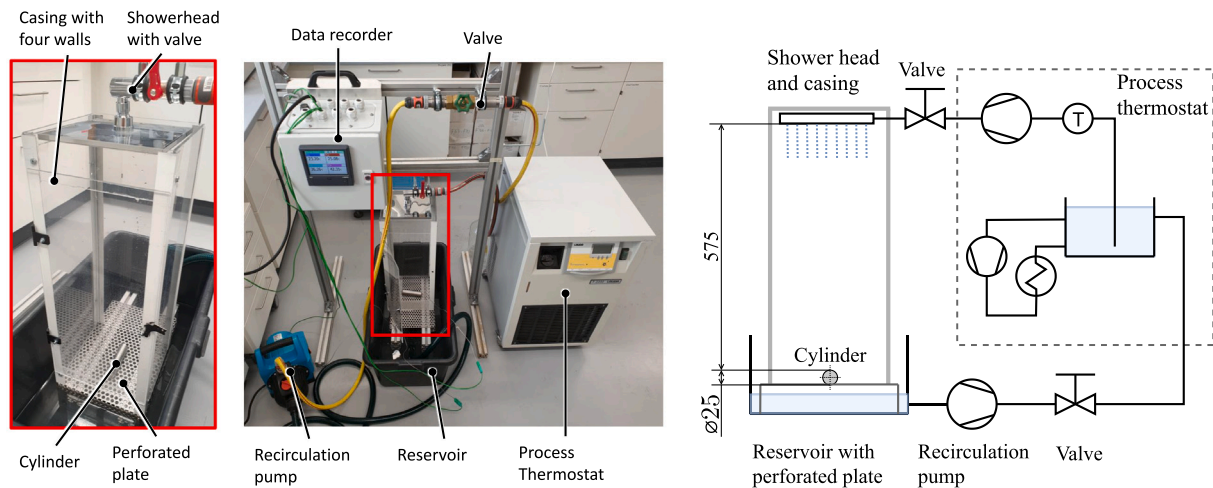 Casing with
four walls
Showerhead
with valve
Data recorder
Valve
Cylinder
Perforated
plate
Recirculation
pump
Reservoir
Process
Thermostat
Shower head
and casing
Valve
Process
thermostat
T
575
Cylinder
⌀25
Reservoir with
perforated plate
Recirculation
pump
Valve